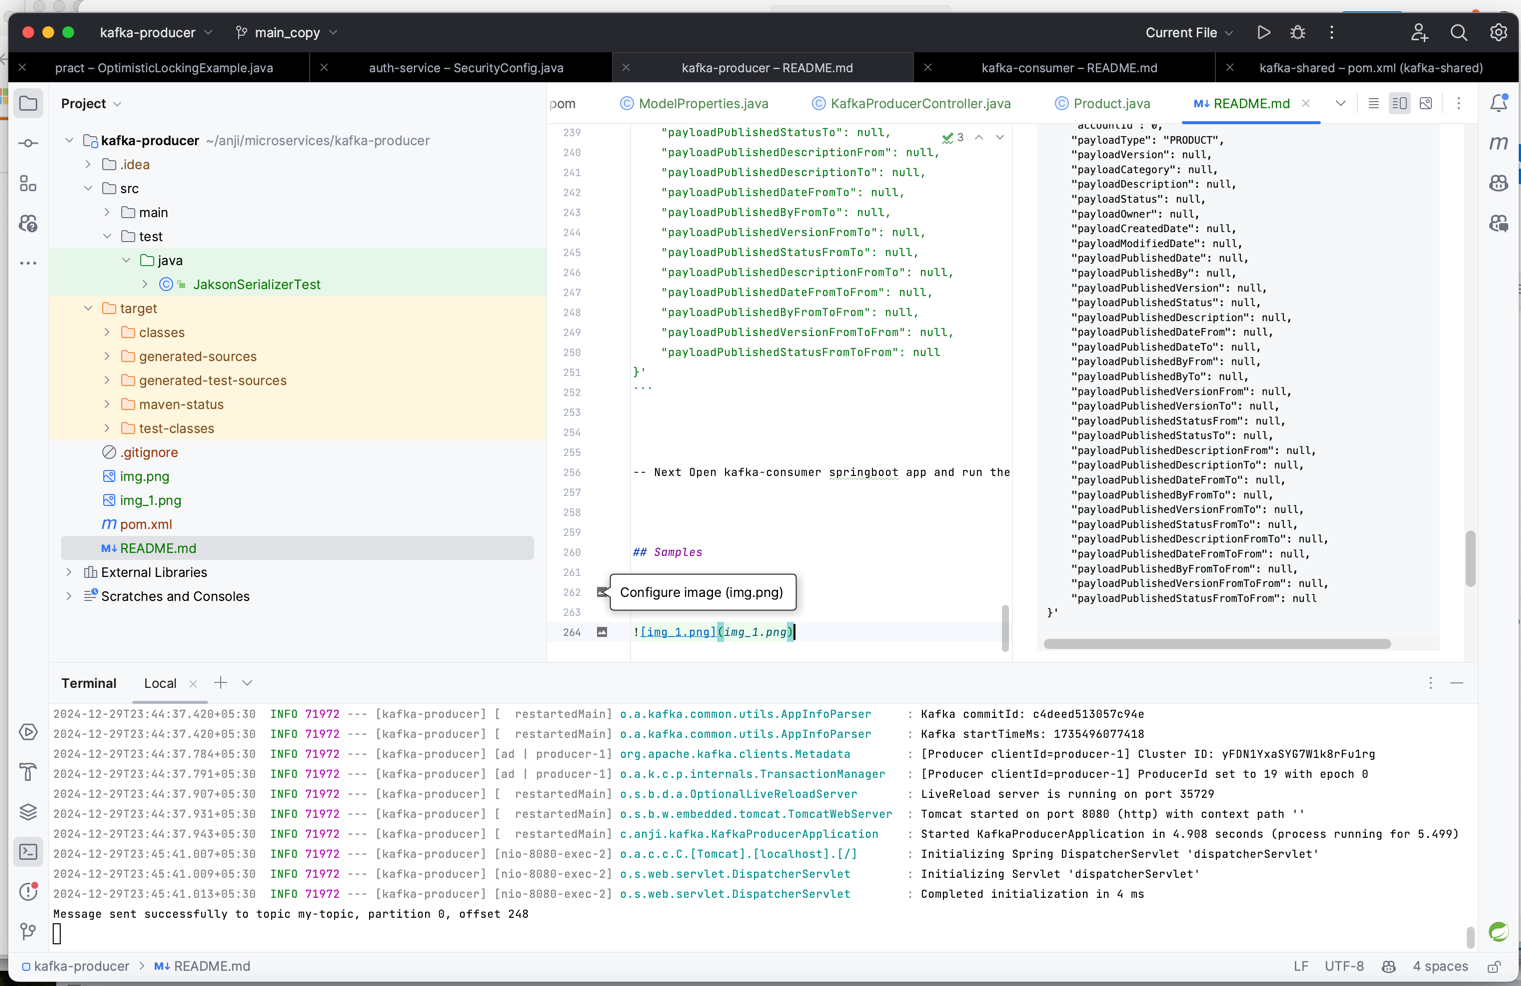 kafka-producer
main_copy
Current File
pract – OptimisticLockingExample.java
auth-service – SecurityConfig.java
kafka-producer – README.md
kafka-consumer – README.md
kafka-shared – pom.xml (kafka-shared)
Project
kafka-producer ~/anji/microservices/kafka-producer
.idea
src
main
test
java
JaksonSerializerTest
target
classes
generated-sources
generated-test-sources
maven-status
test-classes
.gitignore
img.png
img_1.png
pom.xml
README.md
External Libraries
Scratches and Consoles
pom
ModelProperties.java
KafkaProducerController.java
Product.java
README.md
3
239 "payloadPublishedStatusTo": null,
240 "payloadPublishedDescriptionFrom": null,
241 "payloadPublishedDescriptionTo": null,
242 "payloadPublishedDateFromTo": null,
243 "payloadPublishedByFromTo": null,
244 "payloadPublishedVersionFromTo": null,
245 "payloadPublishedStatusFromTo": null,
246 "payloadPublishedDescriptionFromTo": null,
247 "payloadPublishedDateFromToFrom": null,
248 "payloadPublishedByFromToFrom": null,
249 "payloadPublishedVersionFromToFrom": null,
250 "payloadPublishedStatusFromToFrom": null
251 }'
252 ```
253
254
255
256 -- Next Open kafka-consumer springboot app and run the
257
258
259
260 ## Samples
261
262 Configure image (img.png)
263
264 ![img_1.png](img_1.png)
"accountId": 0,
"payloadType": "PRODUCT",
"payloadVersion": null,
"payloadCategory": null,
"payloadDescription": null,
"payloadStatus": null,
"payloadOwner": null,
"payloadCreatedDate": null,
"payloadModifiedDate": null,
"payloadPublishedDate": null,
"payloadPublishedBy": null,
"payloadPublishedVersion": null,
"payloadPublishedStatus": null,
"payloadPublishedDescription": null,
"payloadPublishedDateFrom": null,
"payloadPublishedDateTo": null,
"payloadPublishedByFrom": null,
"payloadPublishedByTo": null,
"payloadPublishedVersionFrom": null,
"payloadPublishedVersionTo": null,
"payloadPublishedStatusFrom": null,
"payloadPublishedStatusTo": null,
"payloadPublishedDescriptionFrom": null,
"payloadPublishedDescriptionTo": null,
"payloadPublishedDateFromTo": null,
"payloadPublishedByFromTo": null,
"payloadPublishedVersionFromTo": null,
"payloadPublishedStatusFromTo": null,
"payloadPublishedDescriptionFromTo": null,
"payloadPublishedDateFromToFrom": null,
"payloadPublishedByFromToFrom": null,
"payloadPublishedVersionFromToFrom": null,
"payloadPublishedStatusFromToFrom": null
}'
Terminal
Local
2024-12-29T23:44:37.420+05:30 INFO 71972 --- [kafka-producer] [ restartedMain] o.a.kafka.common.utils.AppInfoParser : Kafka commitId: c4deed513057c94e
2024-12-29T23:44:37.420+05:30 INFO 71972 --- [kafka-producer] [ restartedMain] o.a.kafka.common.utils.AppInfoParser : Kafka startTimeMs: 1735496077418
2024-12-29T23:44:37.784+05:30 INFO 71972 --- [kafka-producer] [ad | producer-1] org.apache.kafka.clients.Metadata : [Producer clientId=producer-1] Cluster ID: yFDN1YxaSYG7W1k8rFu1rg
2024-12-29T23:44:37.791+05:30 INFO 71972 --- [kafka-producer] [ad | producer-1] o.a.k.c.p.internals.TransactionManager : [Producer clientId=producer-1] ProducerId set to 19 with epoch 0
2024-12-29T23:44:37.907+05:30 INFO 71972 --- [kafka-producer] [ restartedMain] o.s.b.d.a.OptionalLiveReloadServer : LiveReload server is running on port 35729
2024-12-29T23:44:37.931+05:30 INFO 71972 --- [kafka-producer] [ restartedMain] o.s.b.w.embedded.tomcat.TomcatWebServer : Tomcat started on port 8080 (http) with context path ''
2024-12-29T23:44:37.943+05:30 INFO 71972 --- [kafka-producer] [ restartedMain] c.anji.kafka.KafkaProducerApplication : Started KafkaProducerApplication in 4.908 seconds (process running for 5.499)
2024-12-29T23:45:41.007+05:30 INFO 71972 --- [kafka-producer] [nio-8080-exec-2] o.a.c.c.C.[Tomcat].[localhost].[/] : Initializing Spring DispatcherServlet 'dispatcherServlet'
2024-12-29T23:45:41.009+05:30 INFO 71972 --- [kafka-producer] [nio-8080-exec-2] o.s.web.servlet.DispatcherServlet : Initializing Servlet 'dispatcherServlet'
2024-12-29T23:45:41.013+05:30 INFO 71972 --- [kafka-producer] [nio-8080-exec-2] o.s.web.servlet.DispatcherServlet : Completed initialization in 4 ms
Message sent successfully to topic my-topic, partition 0, offset 248
kafka-producer > README.md
LF
UTF-8
4 spaces